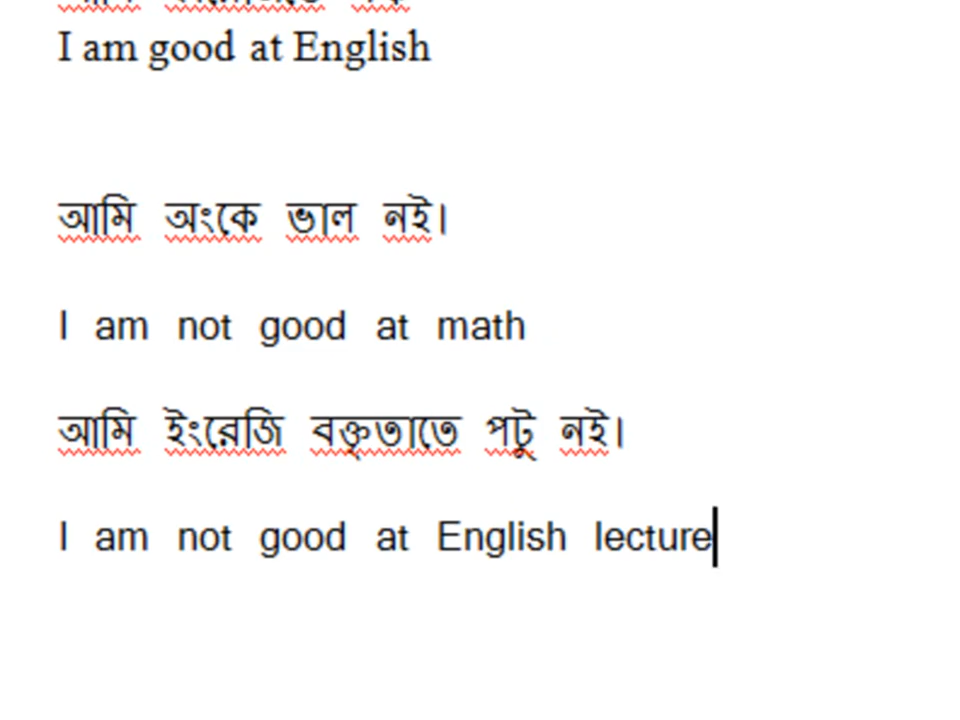 I am good at English
আমি অংকে ভাল নই।
I am not good at math
আমি ইংরেজি বক্তৃতাতে পটু নই।
I am not good at English lecture